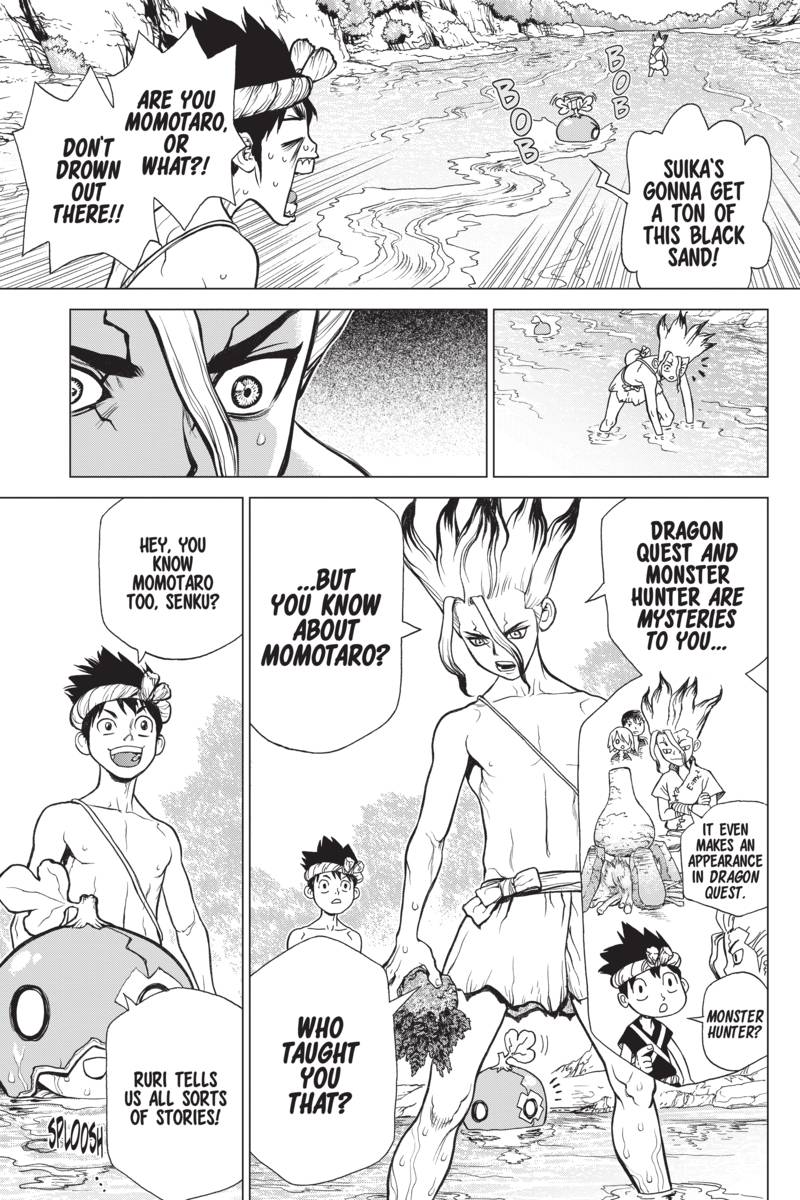 SUIKA'S
GONNA GET
A TON OF
THIS BLACK
SAND!
BOB
BOB
ARE YOU
MOMOTARO,
OR
WHAT?!
DON'T
DROWN
OUT
THERE!!
DRAGON
QUEST AND
MONSTER
HUNTER ARE
MYSTERIES
TO YOU...
IT EVEN
MAKES AN
APPEARANCE
IN DRAGON
QUEST.
MONSTER
HUNTER?
...BUT
YOU KNOW
ABOUT
MOMOTARO?
WHO
TAUGHT
YOU
THAT?
HEY, YOU
KNOW
MOMOTARO
TOO, SENKU?
RURI TELLS
US ALL SORTS
OF STORIES!
SPLOOSH